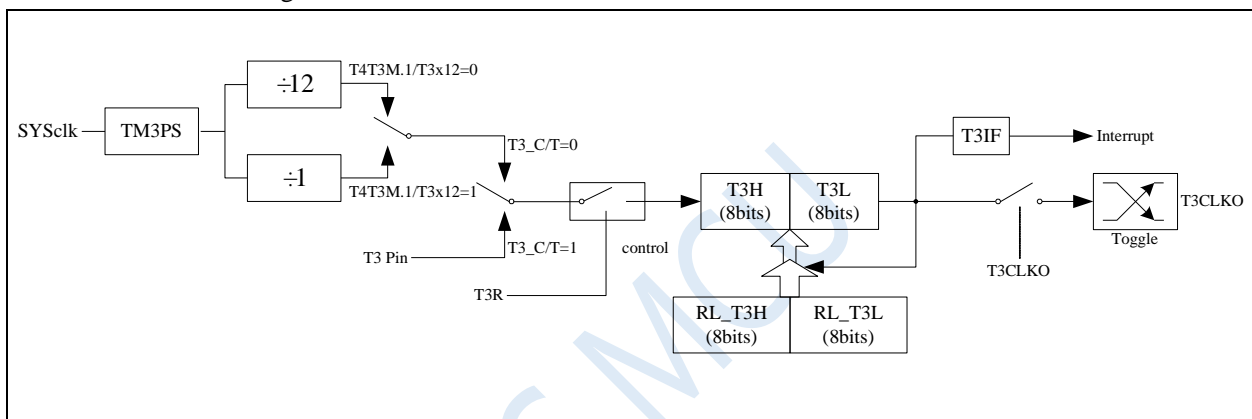 ÷12
T4T3M.1/T3x12=0
SYSclk
TM3PS
T3_C/T=0
T3IF
Interrupt
÷1
T4T3M.1/T3x12=1
T3H
(8bits)
T3L
(8bits)
T3CLKO
Toggle
T3 Pin
T3_C/T=1
control
T3CLKO
T3R
RL_T3H
(8bits)
RL_T3L
(8bits)
MCU